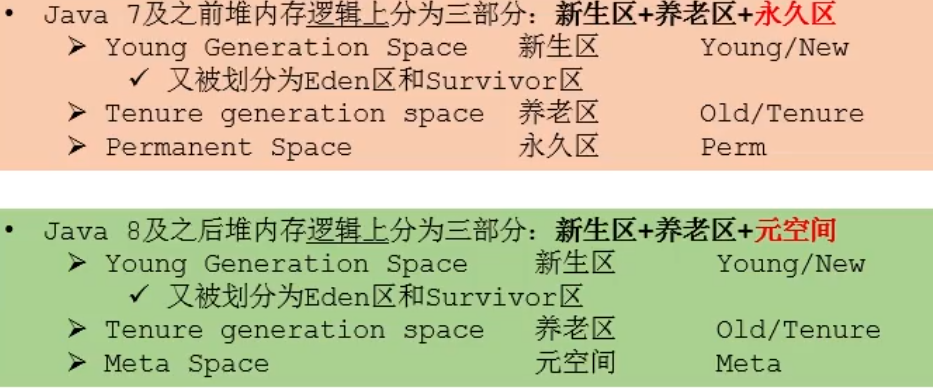 • Java 7及之前堆内存逻辑上分为三部分：新生区+养老区+永久区
➢ Young Generation Space 新生区 Young/New
✓ 又被划分为Eden区和Survivor区
➢ Tenure generation space 养老区 Old/Tenure
➢ Permanent Space 永久区 Perm
• Java 8及之后堆内存逻辑上分为三部分：新生区+养老区+元空间
➢ Young Generation Space 新生区 Young/New
✓ 又被划分为Eden区和Survivor区
➢ Tenure generation space 养老区 Old/Tenure
➢ Meta Space 元空间 Meta